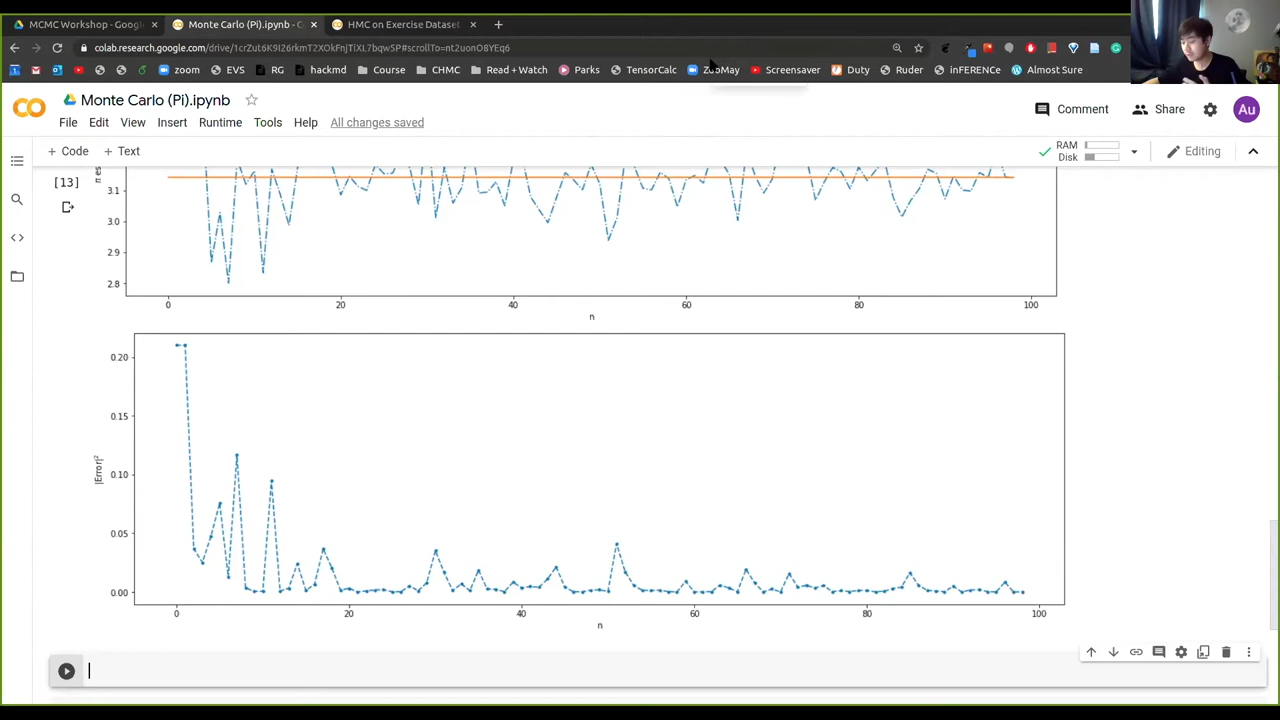 MCMC Workshop - Google
Monte Carlo (Pi).ipynb - C
HMC on Exercise Dataset
colab.research.google.com/drive/1crZut6K9I26rkmT2XOkFnjTiXL7bqw5P#scrollTo=nt2uonO8YEq6
zoom EVS RG hackmd Course CHMC Read + Watch Parks TensorCalc ZooMay Screensaver Duty Ruder inFERENCe Almost Sure
Monte Carlo (Pi).ipynb
Comment Share Au
File Edit View Insert Runtime Tools Help All changes saved
+ Code + Text
RAM
Disk
Editing
[13]
π es
3.1
3.0
2.9
2.8
0 20 40 60 80 100
n
0.20
0.15
0.10
0.05
0.00
|Error|²
0 20 40 60 80 100
n